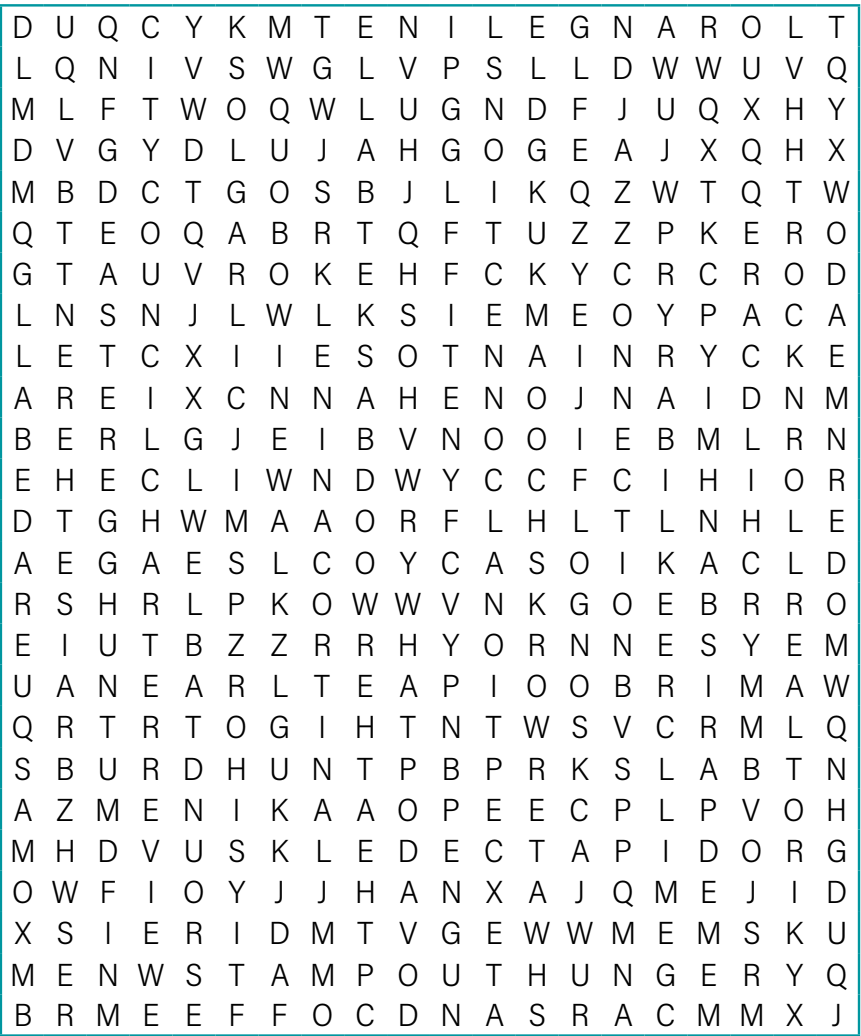 D U Q C Y K M T E N I L E G N A R O L T
L Q N I V S W G L V P S L L D W W U V Q
M L F T W O Q W L U G N D F J U Q X H Y
D V G Y D L U J A H G O G E A J X Q H X
M B D C T G O S B J L I K Q Z W T Q T W
Q T E O Q A B R T Q F T U Z Z P K E R O
G T A U V R O K E H F C K Y C R C R O D
L N S N J L W L K S I E M E O Y P A C A
L E T C X I I E S O T N A I N R Y C K E
A R E I X C N N A H E N O J N A I D N M
B E R L G J E I B V N O O I E B M L R N
E H E C L I W N D W Y C C F C I H I O R
D T G H W M A A O R F L H L T L N H L E
A E G A E S L C O Y C A S O I K A C L D
R S H R L P K O W W V N K G O E B R R O
E I U T B Z Z R R H Y O R N N E S Y E M
U A N E A R L T E A P I O O B R I M A W
Q R T R T O G I H T N T W S V C R M L Q
S B U R D H U N T P B P R K S L A B T N
A Z M E N I K A A O P E E C P L P V O H
M H D V U S K L E D E C T A P I D O R G
O W F I O Y J J H A N X A J Q M E J I D
X S I E R I D M T V G E W W M E M S K U
M E N W S T A M P O U T H U N G E R Y Q
B R M E E F F O C D N A S R A C M M X J